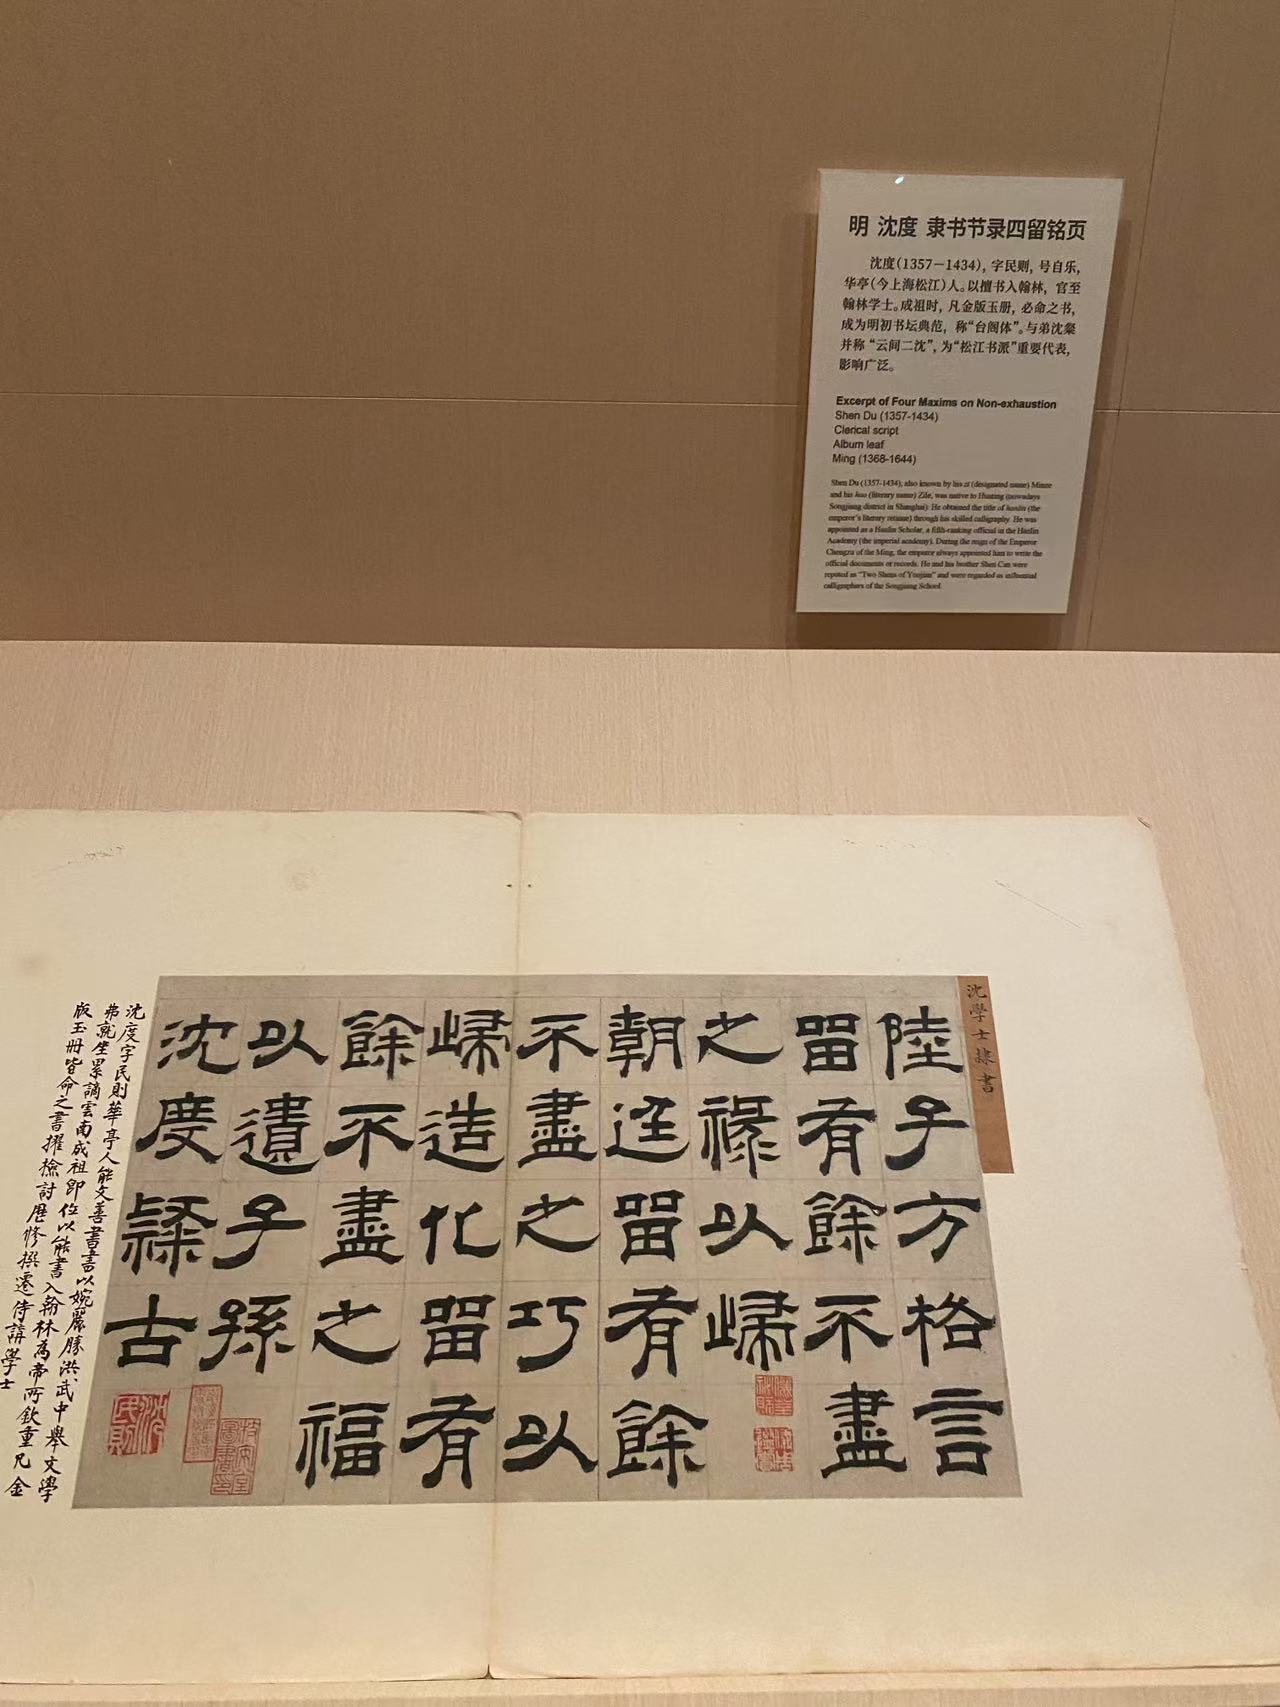 明 沈度 隶书节录四留铭页
沈度(1357－1434)，字民则，号自乐，
华亭(今上海松江)人。以擅书入翰林，官至
翰林学士。成祖时，凡金版玉册，必命之书，
成为明初书坛典范，称“台阁体”。与弟沈粲
并称“云间二沈”，为“松江书派”重要代表，
影响广泛。
Excerpt of Four Maxims on Non-exhaustion
Shen Du (1357-1434)
Clerical script
Album leaf
Ming (1368-1644)
Shen Du (1357-1434), also known by his zi (designated name) Minze
and his hao (literary name) Zile, was native to Huating (nowadays
Songjiang district in Shanghai). He obtained the title of hanlin (the
emperor's literary retinue) through his skilled calligraphy. He was
appointed as a Hanlin Scholar, a fifth-ranking official in the Hanlin
Academy (the imperial academy). During the reign of the Emperor
Chengzu of the Ming, the emperor always appointed him to write the
official documents or records. He and his brother Shen Can were
reputed as "Two Shens of Yunjian" and were regarded as influential
calligraphers of the Songjiang School.
沈學士隸書
陸子方格言
留有餘不盡
之祿以歸
朝廷留有餘
不盡之巧以
歸造化留有
餘不盡之福
以遺子孫
沈度隸古
沈度字民則華亭人能文善書書以婉麗勝洪武中舉文學
弗就坐累謫雲南成祖即位以能書入翰林為帝所欽重凡金
版玉冊皆命之書擢檢討歷修撰遷侍講學士